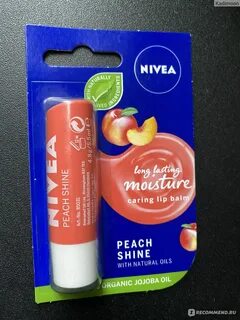 Kadimoon
NIVEA
long lasting
moisture
caring lip balm
PEACH
SHINE
WITH NATURAL OILS
ORGANIC JOJOBA OIL
NIVEA
PEACH SHINE
IRECOMMEND.RU